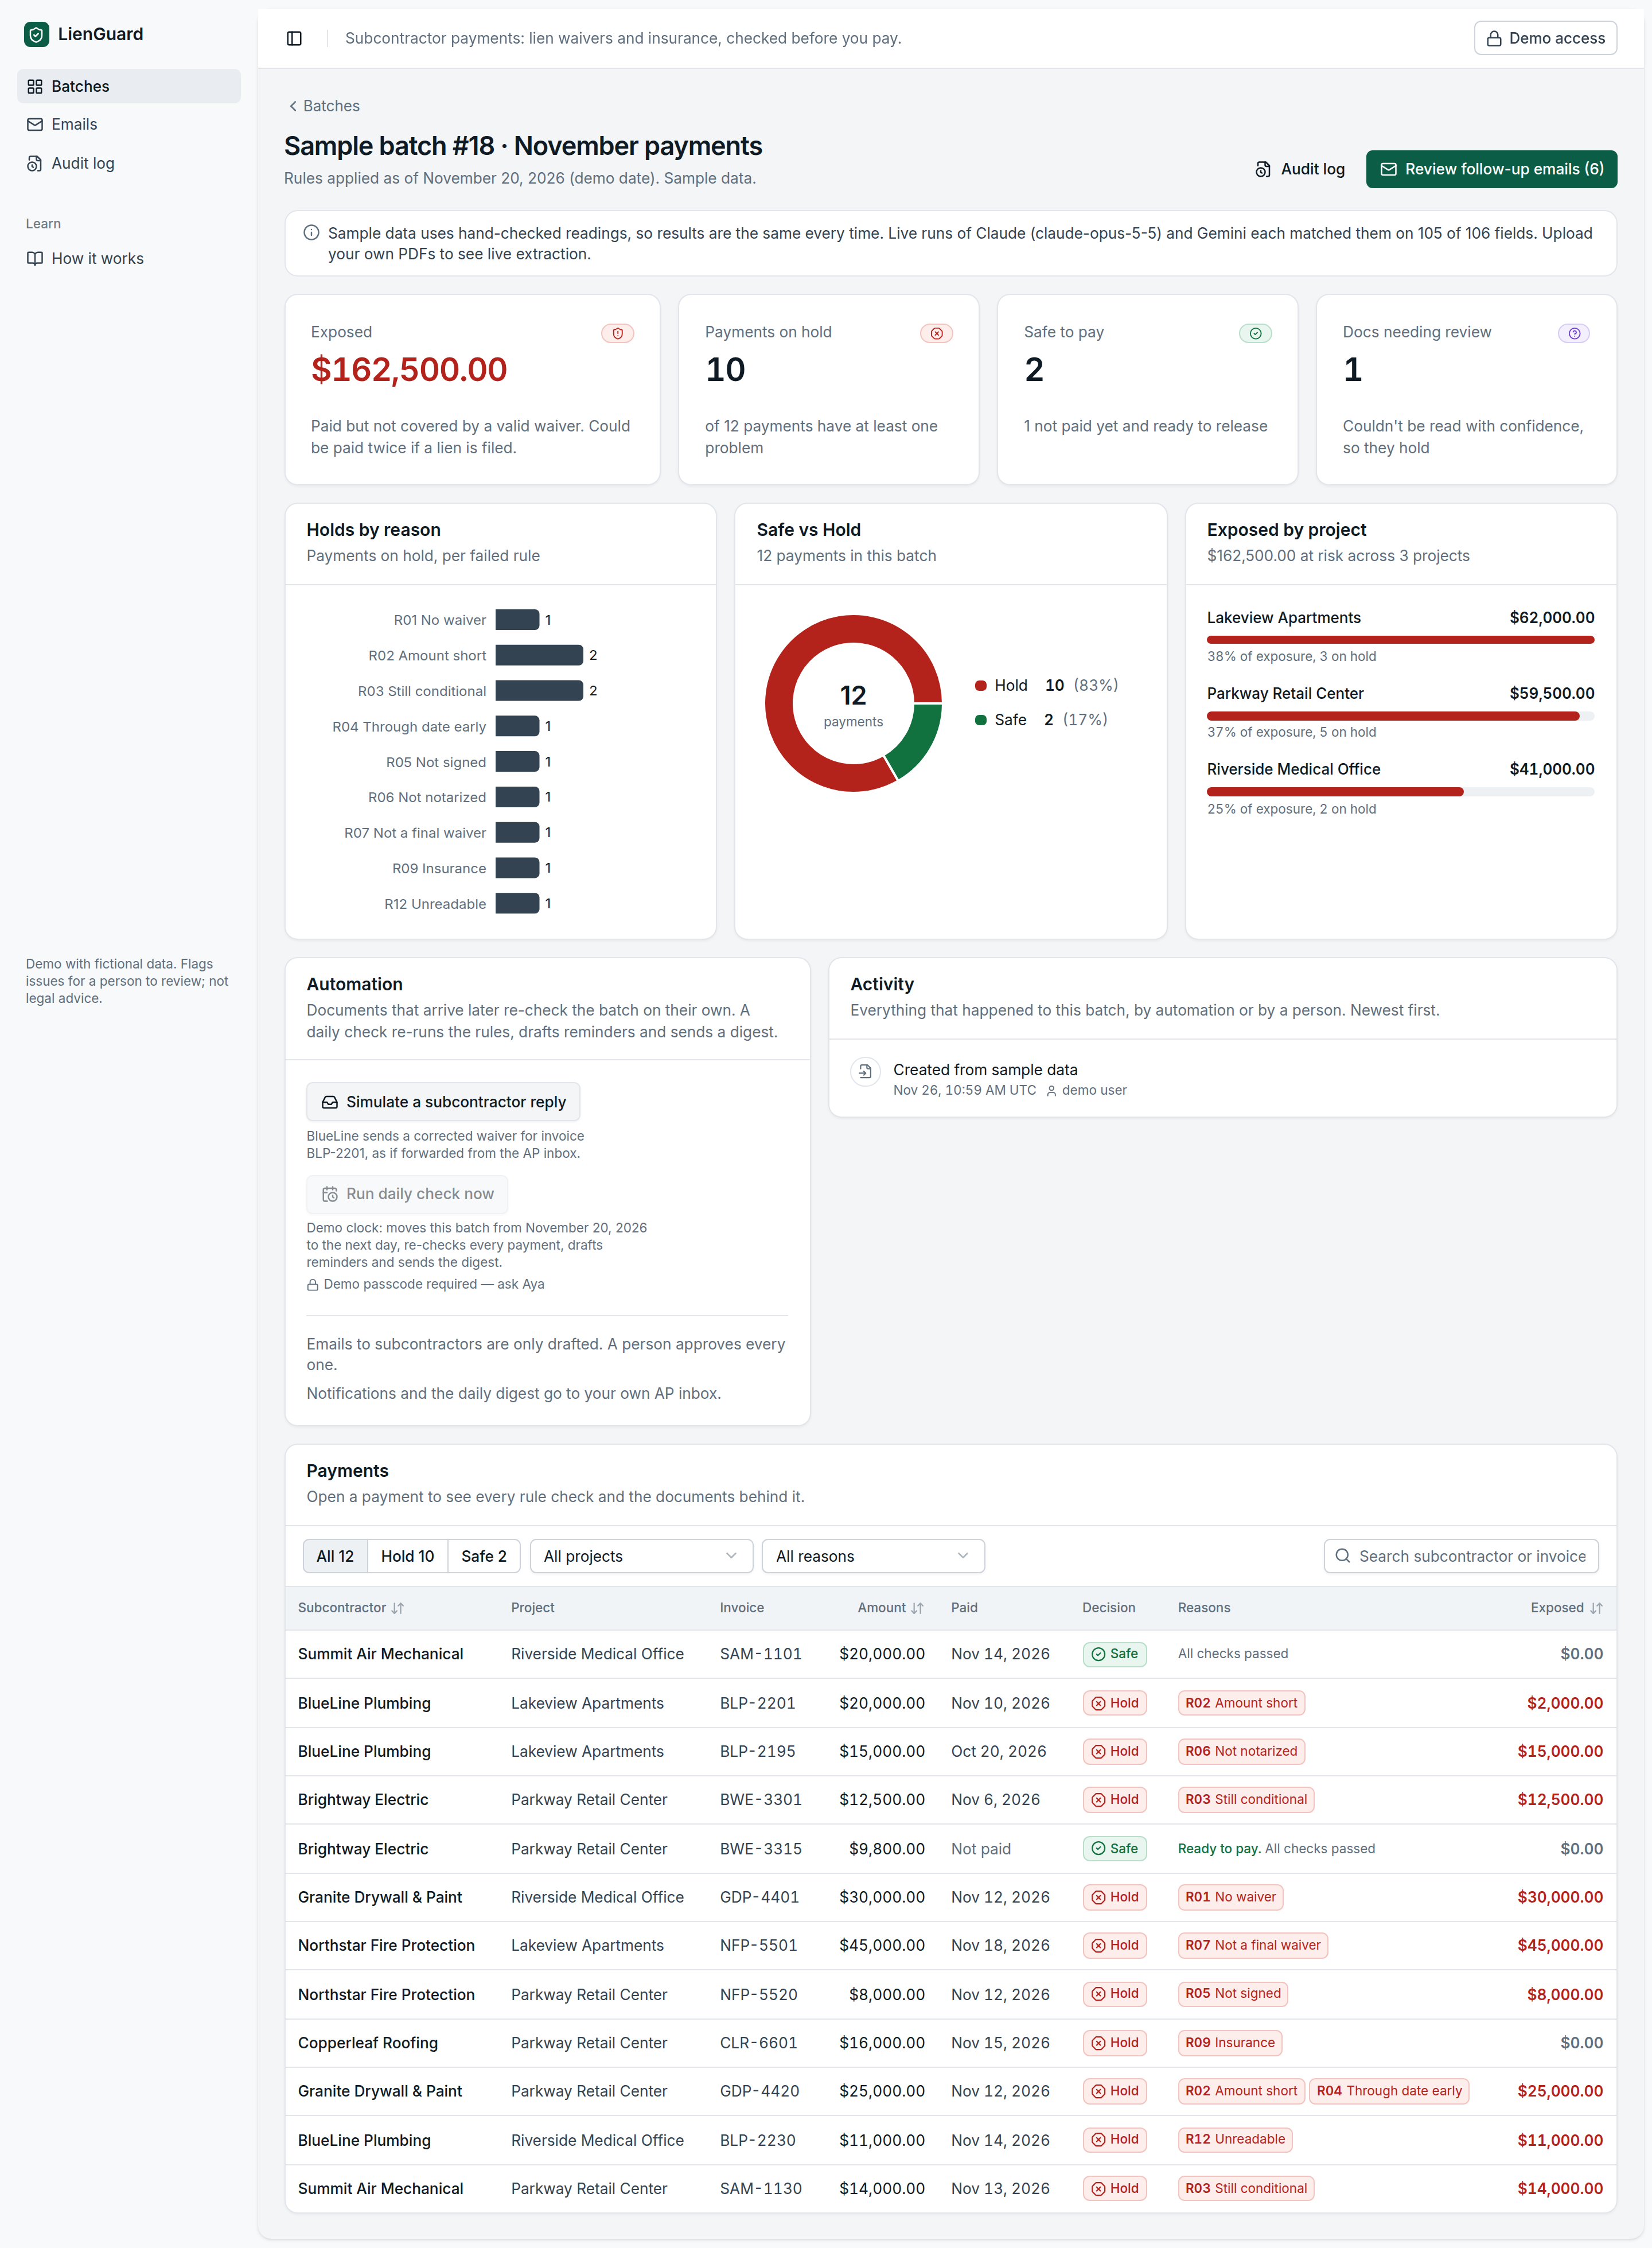 LienGuard
Batches
Emails
Audit log
Learn
How it works
Demo with fictional data. Flags
issues for a person to review; not
legal advice.
Subcontractor payments: lien waivers and insurance, checked before you pay.
Demo access
Batches
Sample batch #18 · November payments
Rules applied as of November 20, 2026 (demo date). Sample data.
Audit log
Review follow-up emails (6)
Sample data uses hand-checked readings, so results are the same every time. Live runs of Claude (claude-opus-5-5) and Gemini each matched them on 105 of 106 fields. Upload
your own PDFs to see live extraction.
Exposed
$162,500.00
Paid but not covered by a valid waiver. Could
be paid twice if a lien is filed.
Payments on hold
10
of 12 payments have at least one
problem
Safe to pay
2
1 not paid yet and ready to release
Docs needing review
1
Couldn't be read with confidence,
so they hold
Holds by reason
Payments on hold, per failed rule
R01 No waiver 1
R02 Amount short 2
R03 Still conditional 2
R04 Through date early 1
R05 Not signed 1
R06 Not notarized 1
R07 Not a final waiver 1
R09 Insurance 1
R12 Unreadable 1
Safe vs Hold
12 payments in this batch
12
payments
Hold 10 (83%)
Safe 2 (17%)
Exposed by project
$162,500.00 at risk across 3 projects
Lakeview Apartments $62,000.00
38% of exposure, 3 on hold
Parkway Retail Center $59,500.00
37% of exposure, 5 on hold
Riverside Medical Office $41,000.00
25% of exposure, 2 on hold
Automation
Documents that arrive later re-check the batch on their own. A
daily check re-runs the rules, drafts reminders and sends a digest.
Simulate a subcontractor reply
BlueLine sends a corrected waiver for invoice
BLP-2201, as if forwarded from the AP inbox.
Run daily check now
Demo clock: moves this batch from November 20, 2026
to the next day, re-checks every payment, drafts
reminders and sends the digest.
Demo passcode required — ask Aya
Emails to subcontractors are only drafted. A person approves every
one.
Notifications and the daily digest go to your own AP inbox.
Activity
Everything that happened to this batch, by automation or by a person. Newest first.
Created from sample data
Nov 26, 10:59 AM UTC demo user
Payments
Open a payment to see every rule check and the documents behind it.
All 12 Hold 10 Safe 2 All projects All reasons Search subcontractor or invoice
Subcontractor Project Invoice Amount Paid Decision Reasons Exposed
Summit Air Mechanical Riverside Medical Office SAM-1101 $20,000.00 Nov 14, 2026 Safe All checks passed $0.00
BlueLine Plumbing Lakeview Apartments BLP-2201 $20,000.00 Nov 10, 2026 Hold R02 Amount short $2,000.00
BlueLine Plumbing Lakeview Apartments BLP-2195 $15,000.00 Oct 20, 2026 Hold R06 Not notarized $15,000.00
Brightway Electric Parkway Retail Center BWE-3301 $12,500.00 Nov 6, 2026 Hold R03 Still conditional $12,500.00
Brightway Electric Parkway Retail Center BWE-3315 $9,800.00 Not paid Safe Ready to pay. All checks passed $0.00
Granite Drywall & Paint Riverside Medical Office GDP-4401 $30,000.00 Nov 12, 2026 Hold R01 No waiver $30,000.00
Northstar Fire Protection Lakeview Apartments NFP-5501 $45,000.00 Nov 18, 2026 Hold R07 Not a final waiver $45,000.00
Northstar Fire Protection Parkway Retail Center NFP-5520 $8,000.00 Nov 12, 2026 Hold R05 Not signed $8,000.00
Copperleaf Roofing Parkway Retail Center CLR-6601 $16,000.00 Nov 15, 2026 Hold R09 Insurance $0.00
Granite Drywall & Paint Parkway Retail Center GDP-4420 $25,000.00 Nov 12, 2026 Hold R02 Amount short R04 Through date early $25,000.00
BlueLine Plumbing Riverside Medical Office BLP-2230 $11,000.00 Nov 14, 2026 Hold R12 Unreadable $11,000.00
Summit Air Mechanical Parkway Retail Center SAM-1130 $14,000.00 Nov 13, 2026 Hold R03 Still conditional $14,000.00